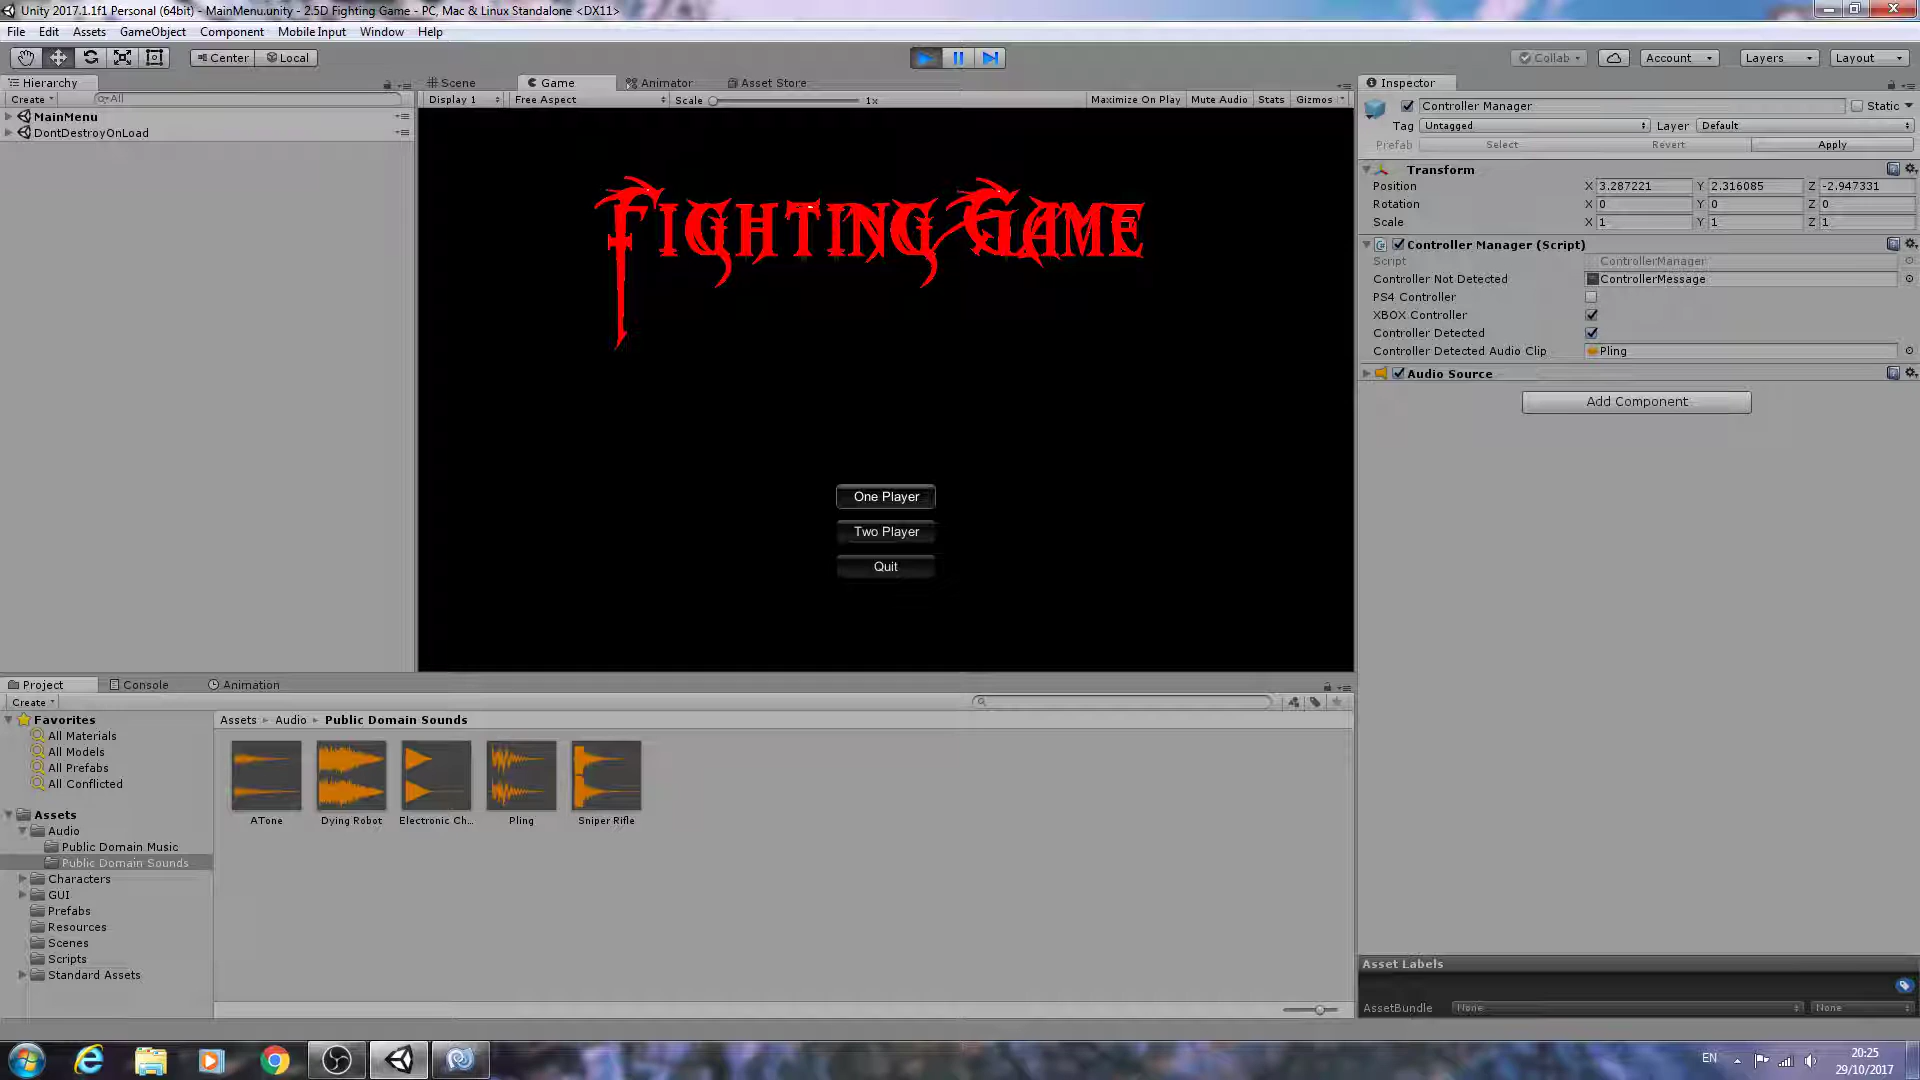 Unity 2017.1.1f1 Personal (64bit) - MainMenu.unity - 2.5D Fighting Game - PC, Mac & Linux Standalone <DX11>
File Edit Assets GameObject Component Mobile Input Window Help
Center Local Collab Account Layers Layout
Hierarchy Scene Game Animator Asset Store Inspector
Create All Display 1 Free Aspect Scale 1x Maximize On Play Mute Audio Stats Gizmos
Controller Manager Static
MainMenu
DontDestroyOnLoad
Tag Untagged Layer Default
Prefab Select Revert Apply
Transform
Position X 3.287221 Y 2.316085 Z -2.947331
Rotation X 0 Y 0 Z 0
Scale X 1 Y 1 Z 1
Fighting Game
Controller Manager (Script)
Script ControllerManager
Controller Not Detected ControllerMessage
PS4 Controller
XBOX Controller
Controller Detected
Controller Detected Audio Clip Pling
Audio Source
Add Component
One Player
Two Player
Quit
Project Console Animation
Create
Favorites
All Materials
All Models
All Prefabs
All Conflicted
Assets
Audio
Public Domain Music
Public Domain Sounds
Characters
GUI
Prefabs
Resources
Scenes
Scripts
Standard Assets
Assets Audio Public Domain Sounds
ATone Dying Robot Electronic Ch... Pling Sniper Rifle
Asset Labels
AssetBundle None None
EN
20:25
29/10/2017